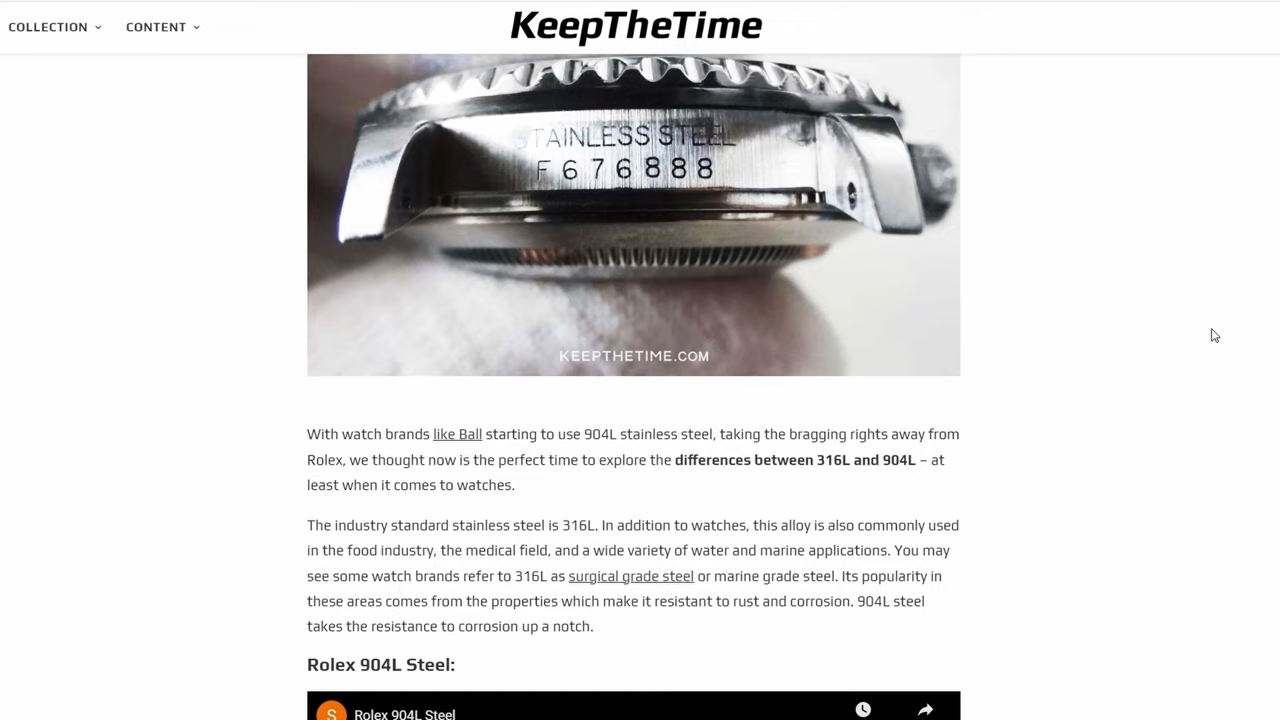 COLLECTION
CONTENT
KeepTheTime
STAINLESS STEEL
F676888
KEEPTHETIME.COM
With watch brands like Ball starting to use 904L stainless steel, taking the bragging rights away from
Rolex, we thought now is the perfect time to explore the differences between 316L and 904L – at
least when it comes to watches.
The industry standard stainless steel is 316L. In addition to watches, this alloy is also commonly used
in the food industry, the medical field, and a wide variety of water and marine applications. You may
see some watch brands refer to 316L as surgical grade steel or marine grade steel. Its popularity in
these areas comes from the properties which make it resistant to rust and corrosion. 904L steel
takes the resistance to corrosion up a notch.
Rolex 904L Steel:
S
Rolex 904L Steel